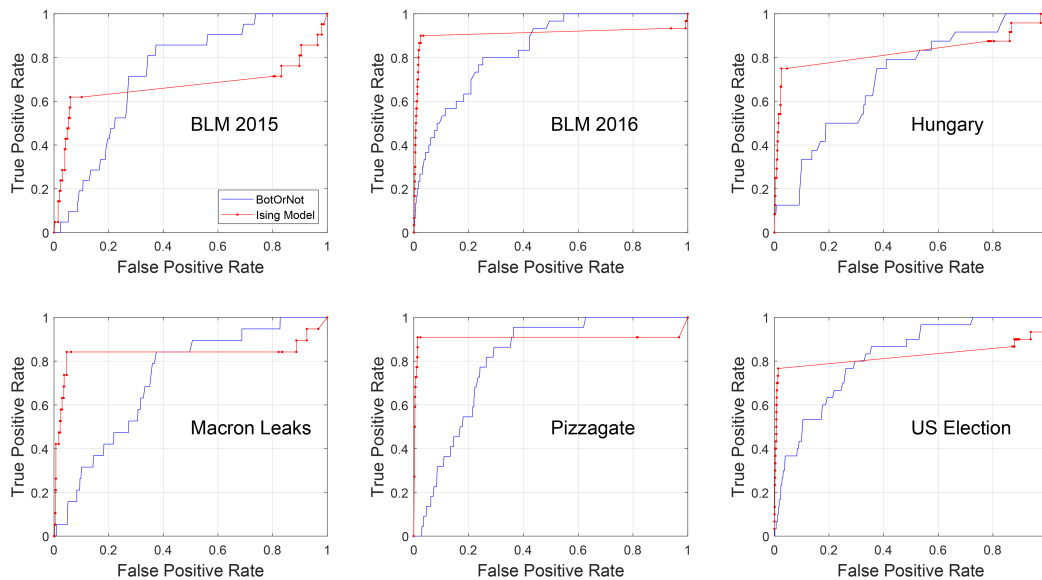 True Positive Rate
1
0.8
0.6
0.4
0.2
0
BLM 2015
BotOrNot
Ising Model
0 0.2 0.4 0.6 0.8 1
False Positive Rate
True Positive Rate
1
0.8
0.6
0.4
0.2
0
BLM 2016
0 0.2 0.4 0.6 0.8 1
False Positive Rate
True Positive Rate
1
0.8
0.6
0.4
0.2
0
Hungary
0 0.2 0.4 0.6 0.8
False Positive Rate
True Positive Rate
1
0.8
0.6
0.4
0.2
0
Macron Leaks
0 0.2 0.4 0.6 0.8 1
False Positive Rate
True Positive Rate
1
0.8
0.6
0.4
0.2
0
Pizzagate
0 0.2 0.4 0.6 0.8 1
False Positive Rate
True Positive Rate
1
0.8
0.6
0.4
0.2
0
US Election
0 0.2 0.4 0.6 0.8
False Positive Rate